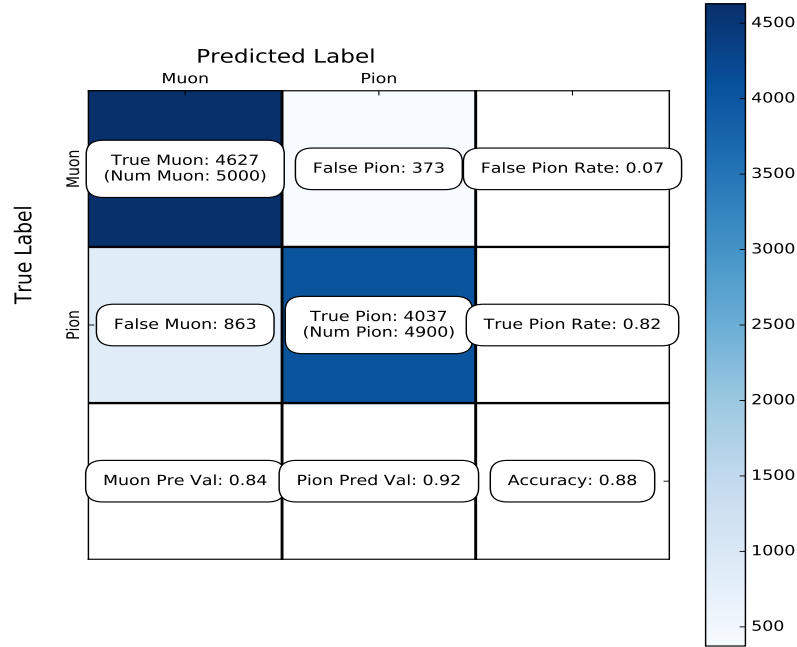 Predicted Label
Muon
Pion
True Label
Muon
Pion
True Muon: 4627
(Num Muon: 5000)
False Pion: 373
False Pion Rate: 0.07
False Muon: 863
True Pion: 4037
(Num Pion: 4900)
True Pion Rate: 0.82
Muon Pre Val: 0.84
Pion Pred Val: 0.92
Accuracy: 0.88
4500
4000
3500
3000
2500
2000
1500
1000
500